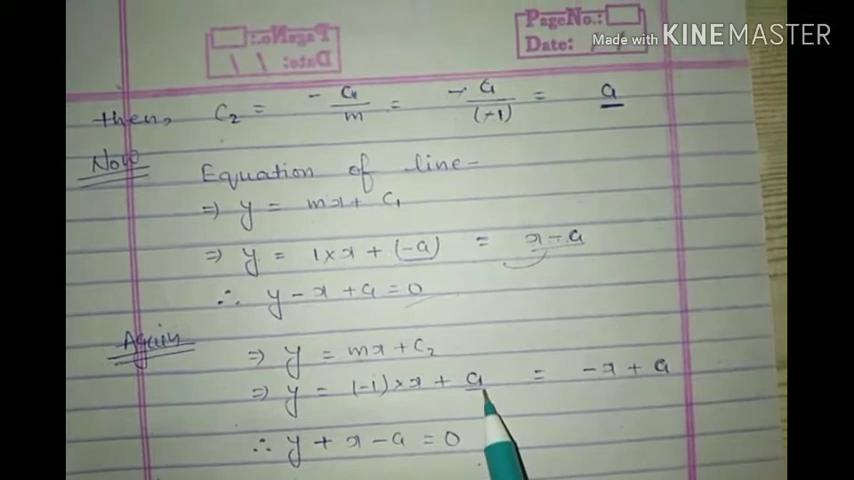 PageNo.:
Date:
Made with KINEMASTER
then, C₂ = -a/m = -a/(-1) = a
Now Equation of line-
⇒ y = mx + C₁
⇒ y = 1×x + (-a) = x-a
∴ y - x + a = 0
Again
⇒ y = mx + C₂
⇒ y = (-1)×x + a = -x + a
∴ y + x - a = 0